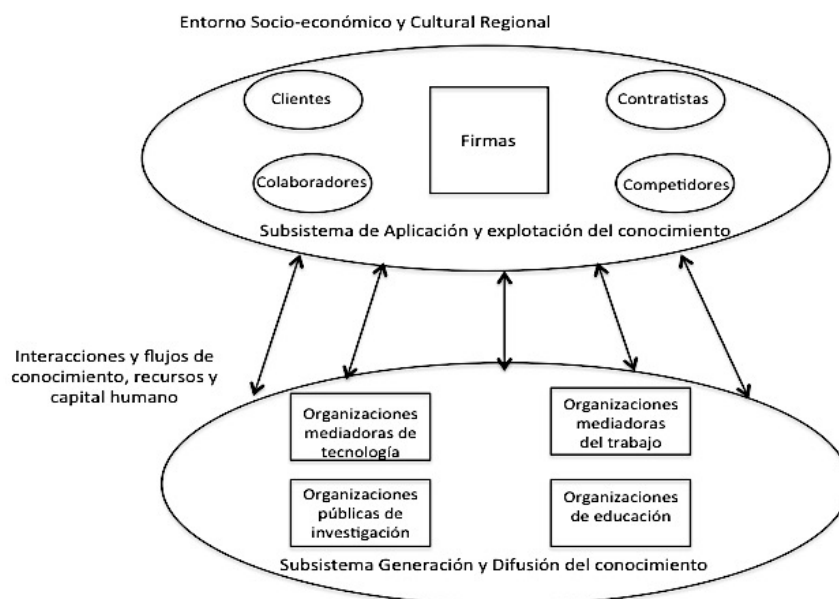 Entorno Socio-económico y Cultural Regional
Clientes
Contratistas
Firmas
Colaboradores
Competidores
Subsistema de Aplicación y explotación del conocimiento
Interacciones y flujos de
conocimiento, recursos y
capital humano
Organizaciones
mediadoras de
tecnología
Organizaciones
mediadoras
del trabajo
Organizaciones
públicas de
investigación
Organizaciones
de educación
Subsistema Generación y Difusión del conocimiento